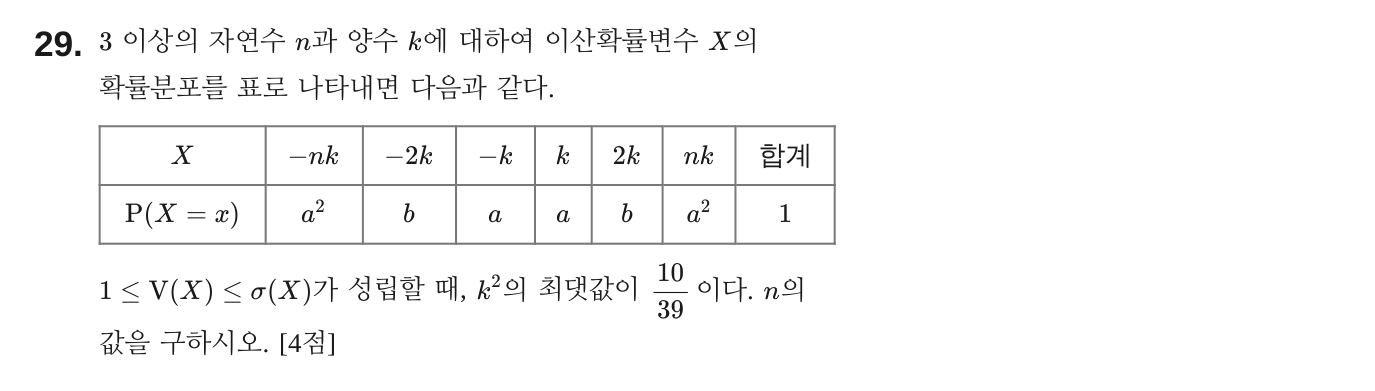 29. 3 이상의 자연수 n과 양수 k에 대하여 이산확률변수 X의
확률분포를 표로 나타내면 다음과 같다.
X -nk -2k -k k 2k nk 합계
P(X = x) a² b a a b a² 1
1 ≤ V(X) ≤ σ(X)가 성립할 때, k²의 최댓값이 10/39 이다. n의
값을 구하시오. [4점]